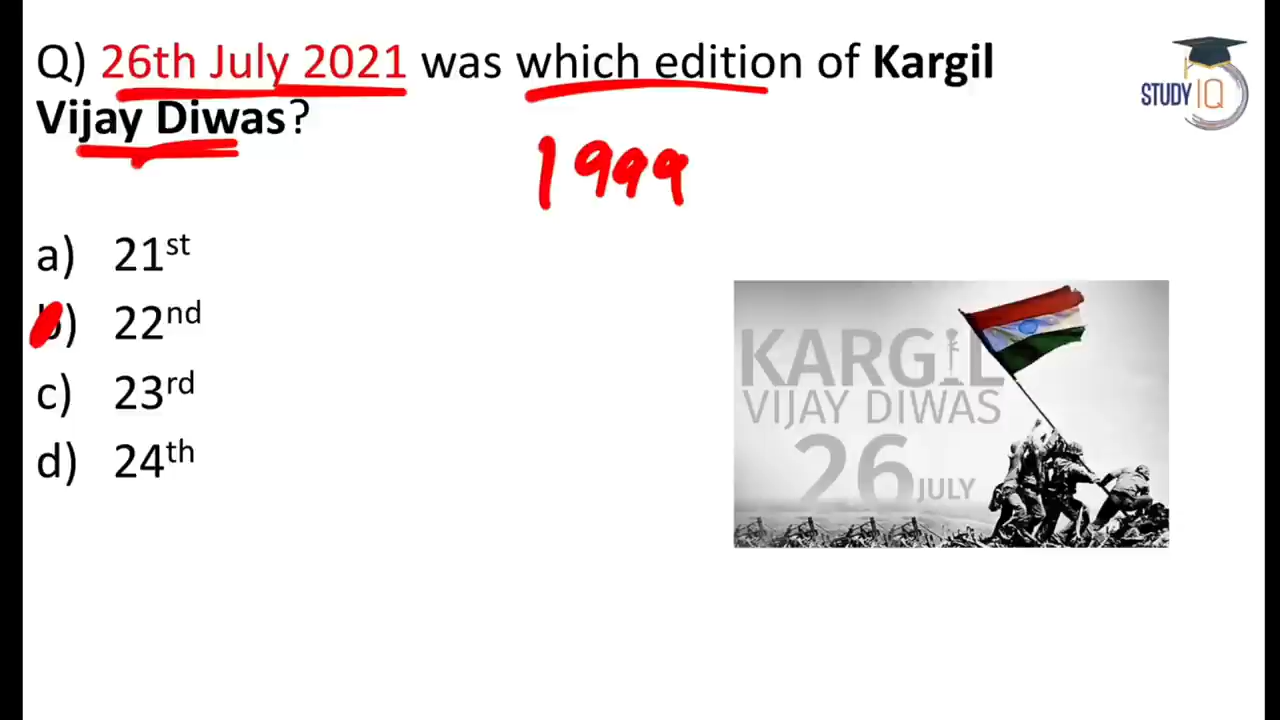 Q) 26th July 2021 was which edition of Kargil
Vijay Diwas?
STUDY IQ
1999
a) 21st
b) 22nd
c) 23rd
d) 24th
KARGIL
VIJAY DIWAS
26 JULY